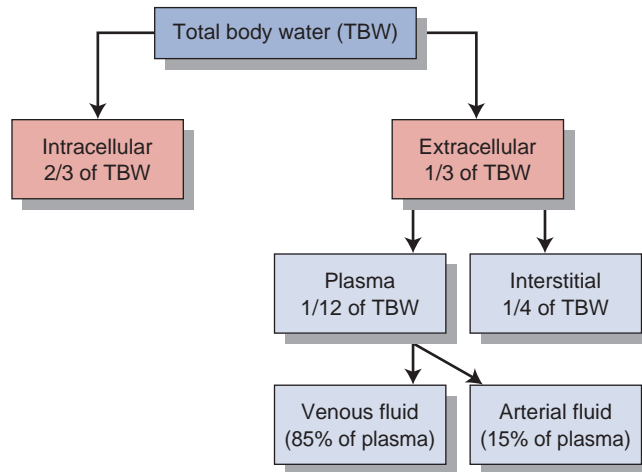 Total body water (TBW)
Intracellular
2/3 of TBW
Extracellular
1/3 of TBW
Plasma
1/12 of TBW
Interstitial
1/4 of TBW
Venous fluid
(85% of plasma)
Arterial fluid
(15% of plasma)